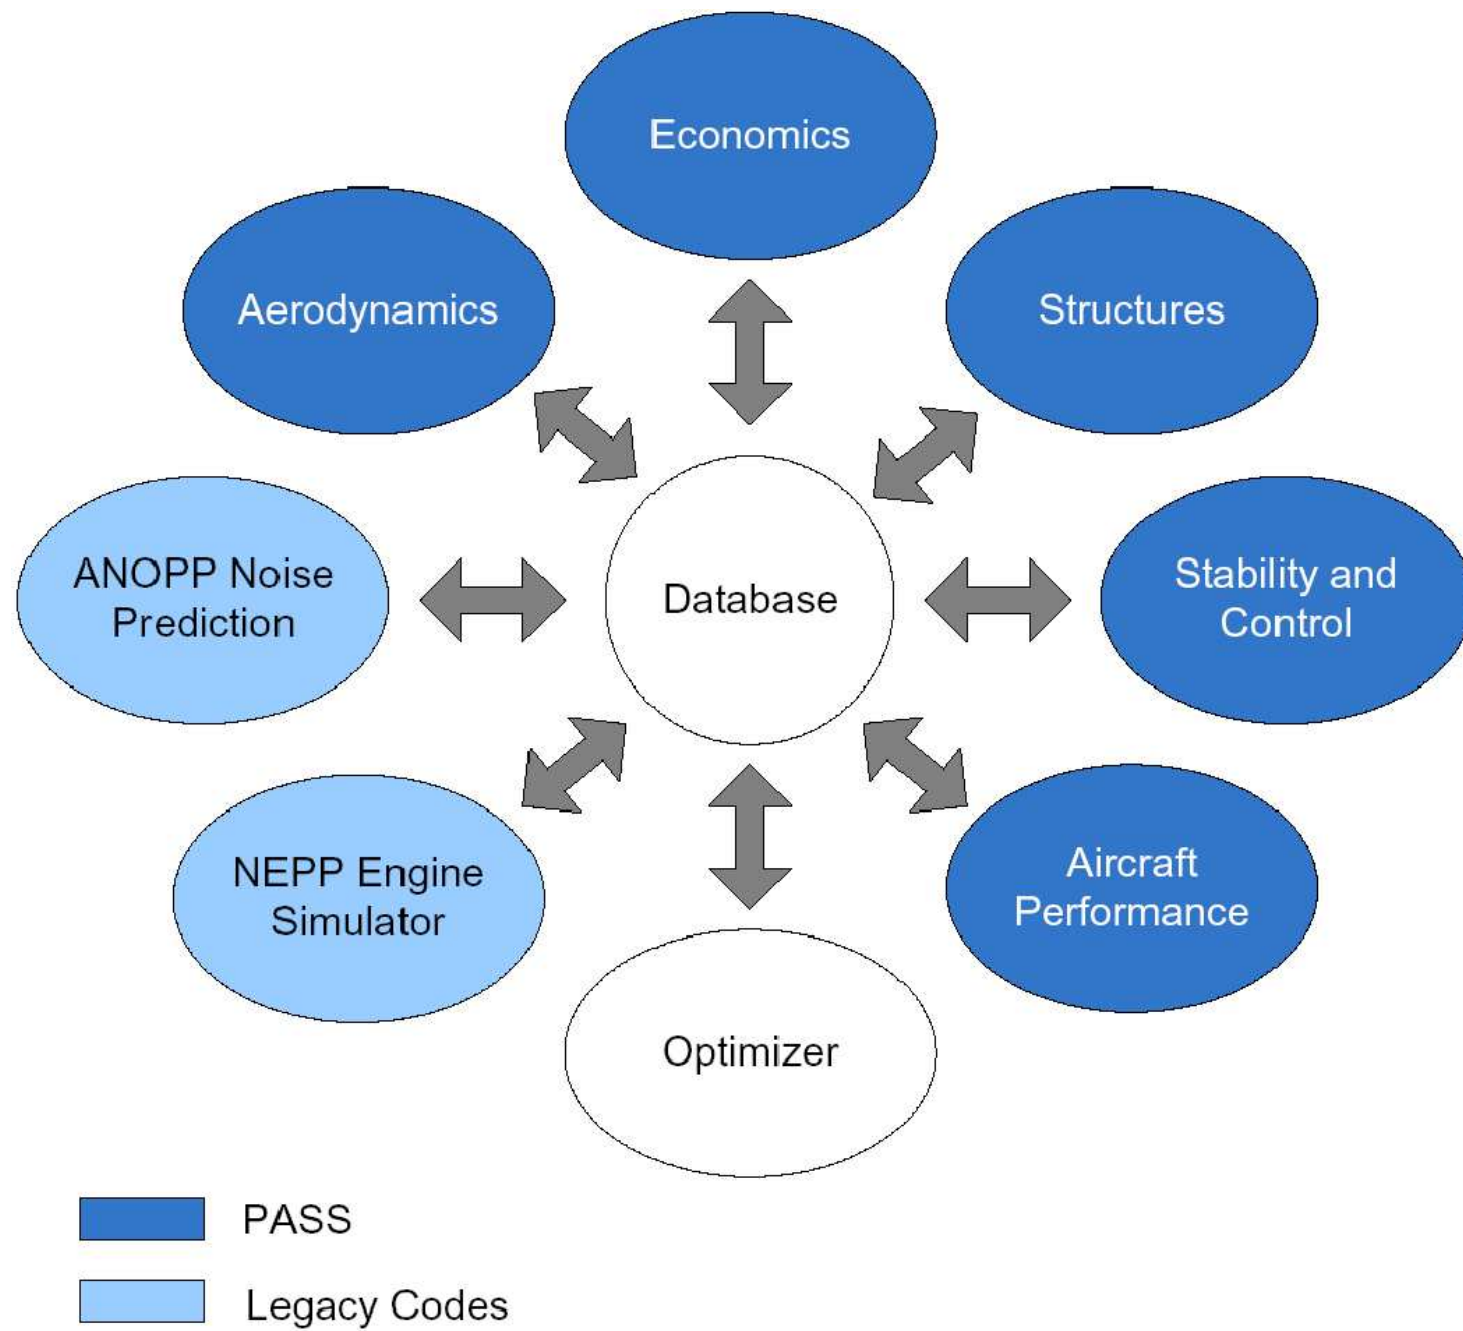 Economics
Aerodynamics
Structures
ANOPP Noise
Prediction
Database
Stability and
Control
NEPP Engine
Simulator
Aircraft
Performance
Optimizer
PASS
Legacy Codes